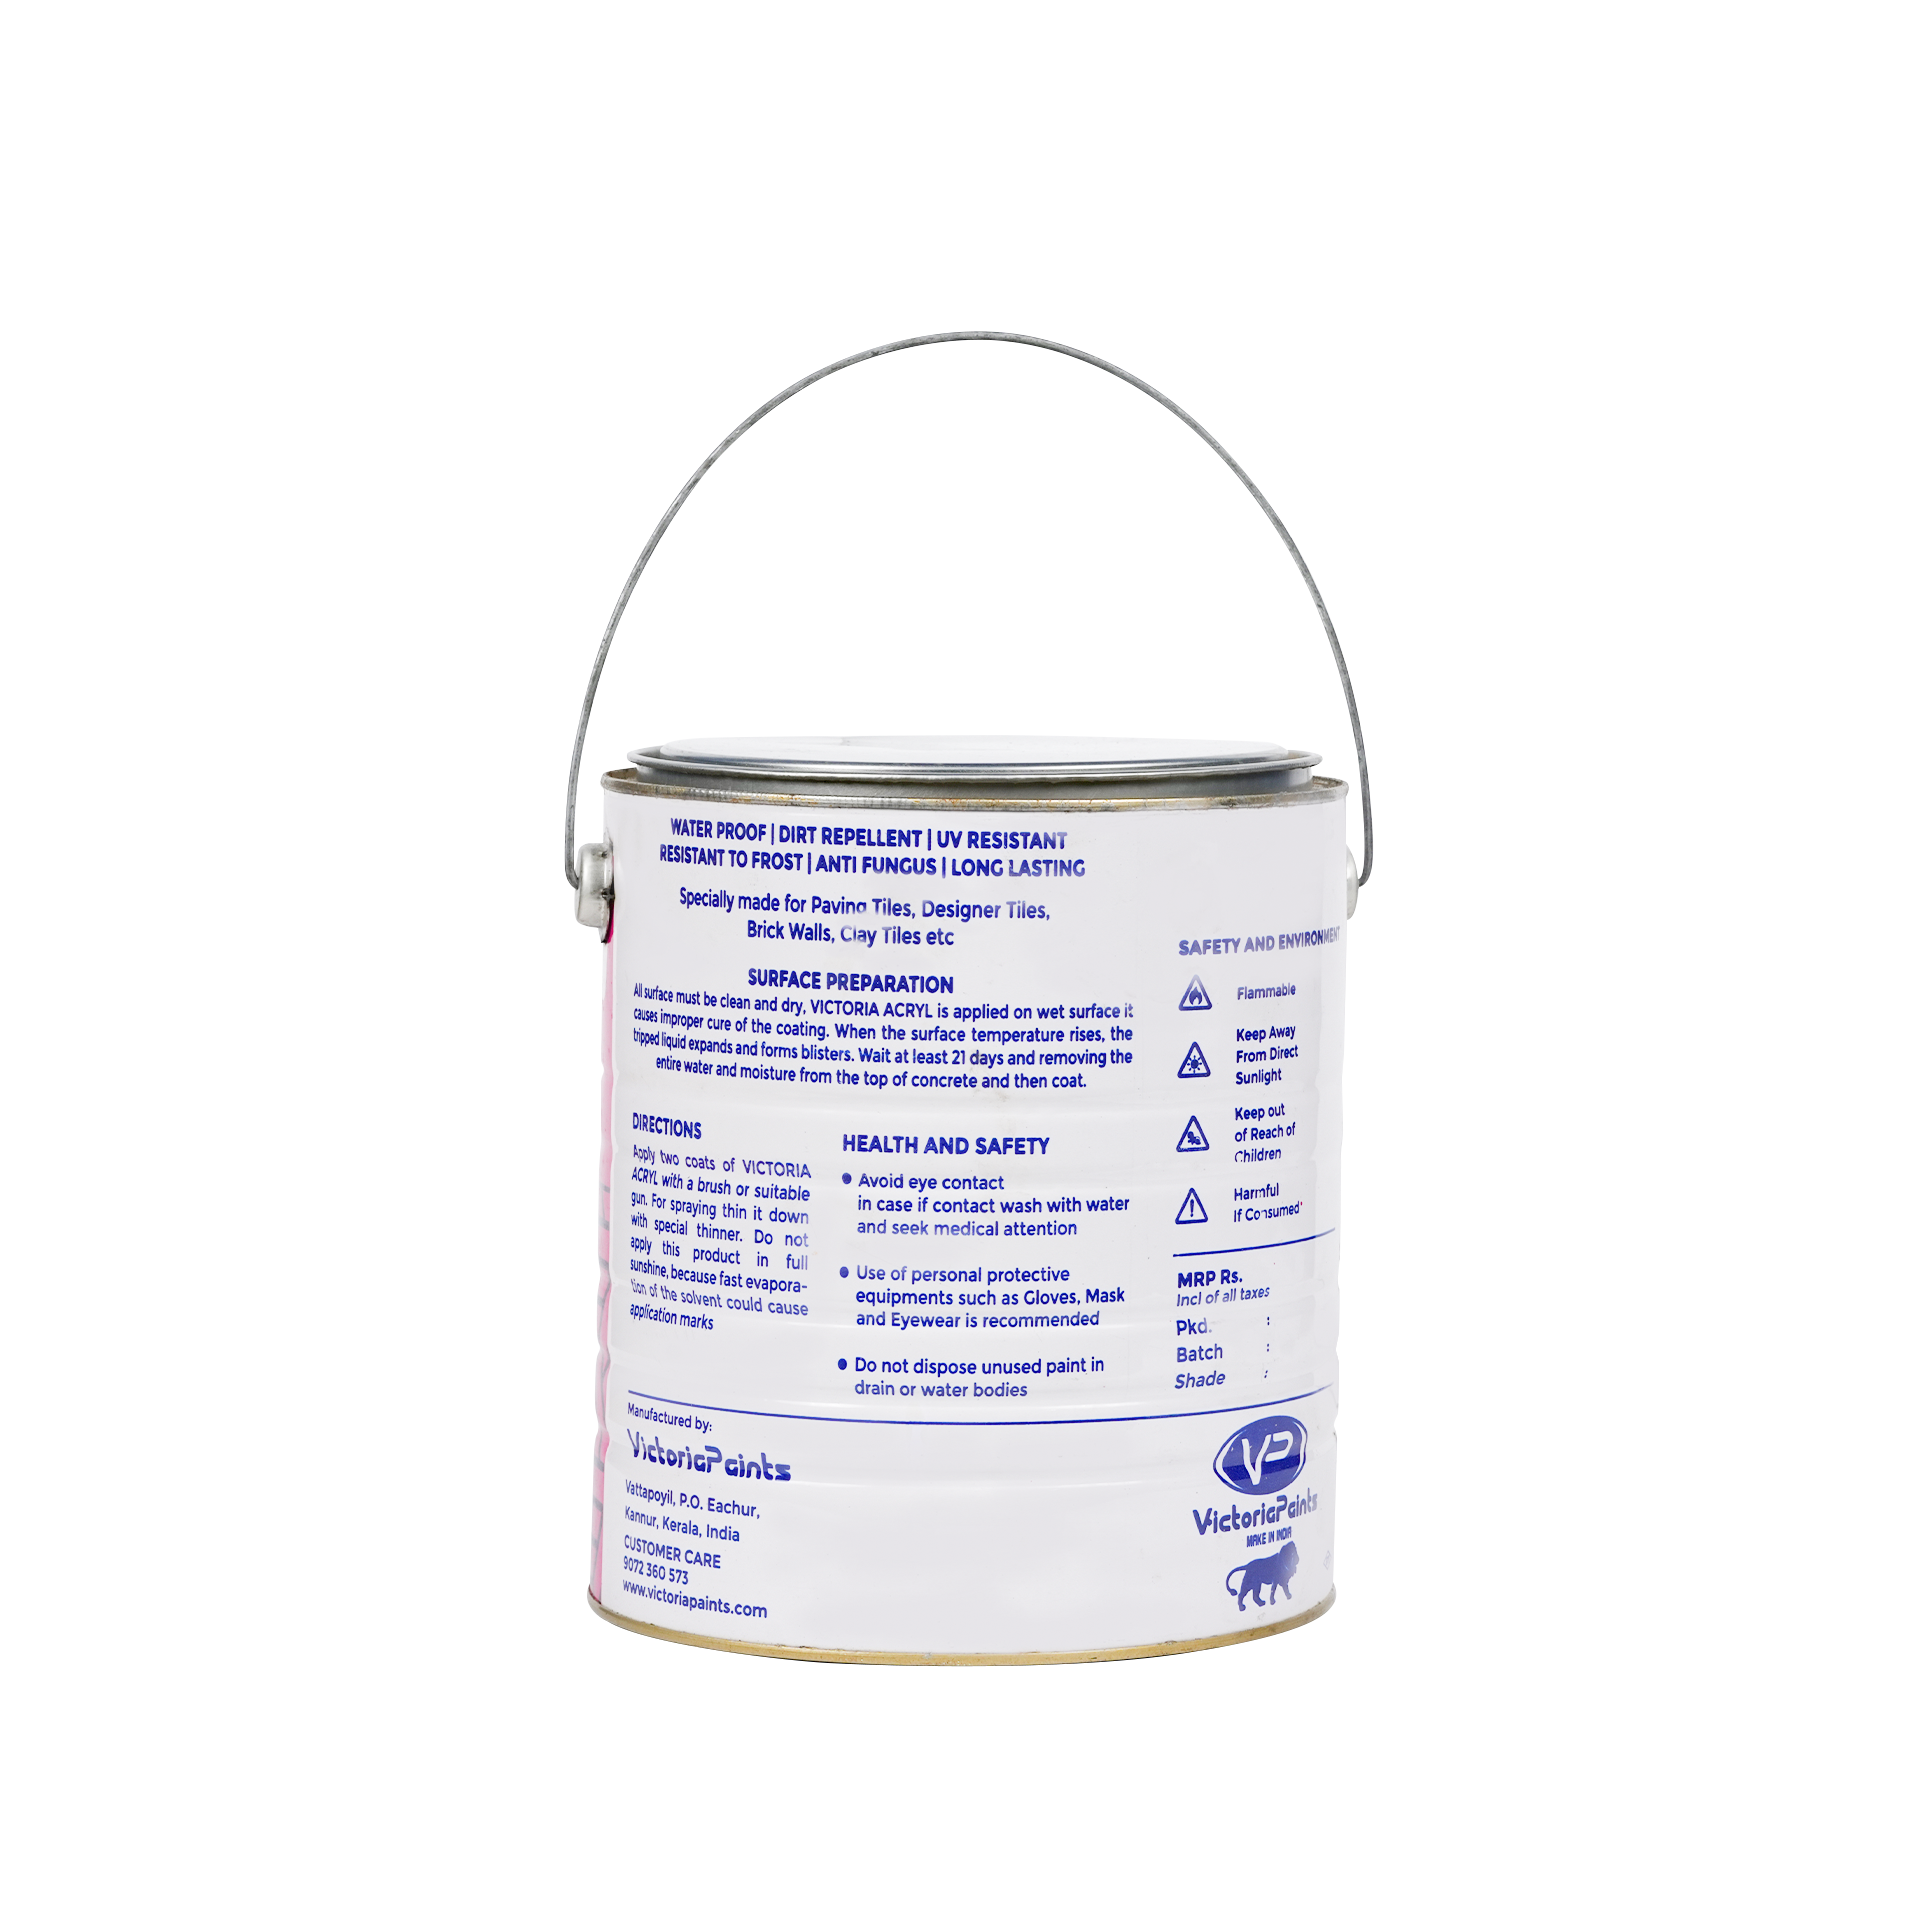 WATER PROOF | DIRT REPELLENT | UV RESISTANT
RESISTANT TO FROST | ANTI FUNGUS | LONG LASTING
Specially made for Paving Tiles, Designer Tiles,
Brick Walls, Clay Tiles etc
SURFACE PREPARATION
All surface must be clean and dry, VICTORIA ACRYL is applied on wet surface it
causes improper cure of the coating. When the surface temperature rises, the
tripped liquid expands and forms blisters. Wait at least 21 days and removing the
entire water and moisture from the top of concrete and then coat.
DIRECTIONS
Apply two coats of VICTORIA
ACRYL with a brush or suitable
gun. For spraying thin it down
with special thinner. Do not
apply this product in full
sunshine, because fast evapora-
tion of the solvent could cause
application marks
HEALTH AND SAFETY
• Avoid eye contact
in case if contact wash with water
and seek medical attention
• Use of personal protective
equipments such as Gloves, Mask
and Eyewear is recommended
• Do not dispose unused paint in
drain or water bodies
SAFETY AND ENVIRONMENT
Flammable
Keep Away
From Direct
Sunlight
Keep out
of Reach of
Children
Harmful
If Consumed
MRP Rs.
Incl of all taxes
Pkd. :
Batch :
Shade :
Manufactured by:
VictoriaPaints
Vattapoyil, P.O. Eachur,
Kannur, Kerala, India
CUSTOMER CARE
9072 360 573
www.victoriapaints.com
VP
VictoriaPaints
MAKE IN INDIA